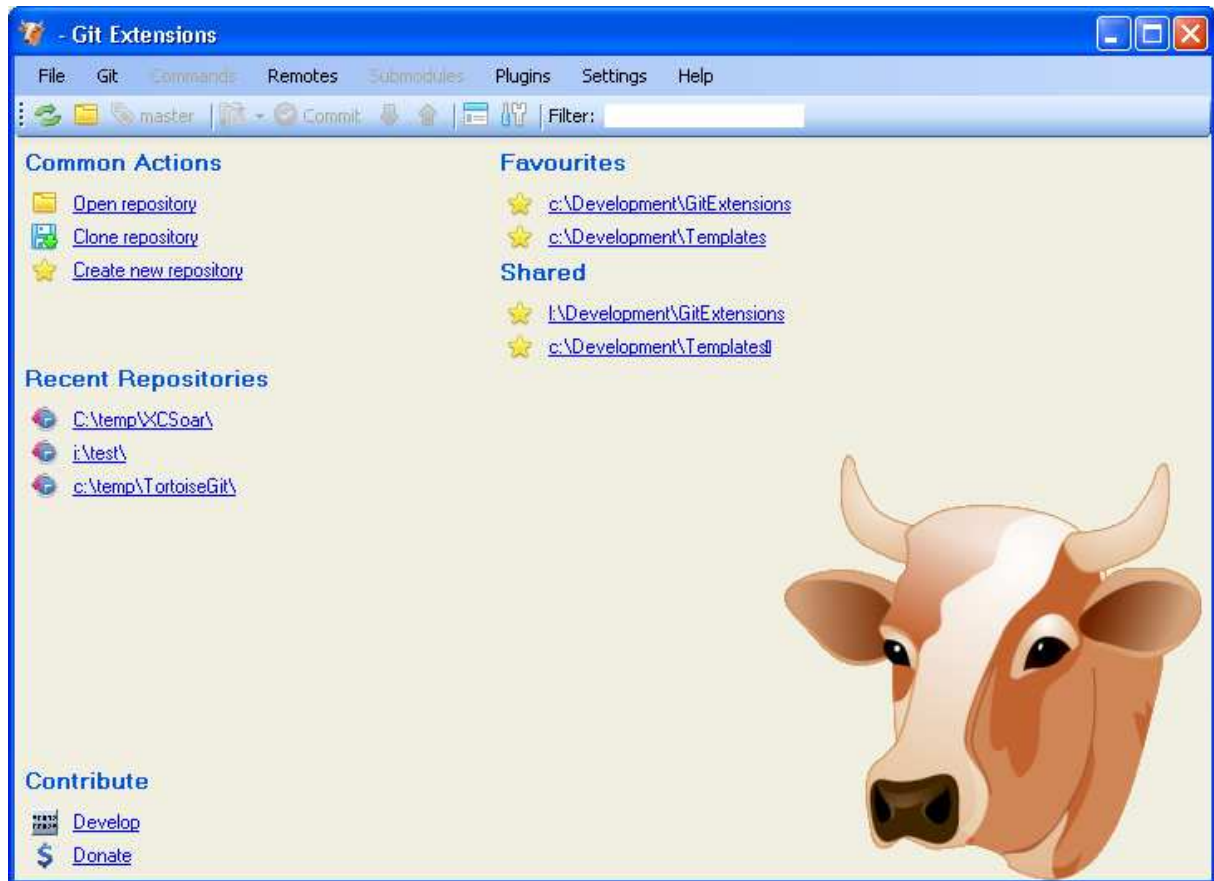 - Git Extensions
File Git Commands Remotes Submodules Plugins Settings Help
master Commit Filter:
Common Actions
Open repository
Clone repository
Create new repository
Favourites
c:\Development\GitExtensions
c:\Development\Templates
Shared
I:\Development\GitExtensions
c:\Development\Templates▯
Recent Repositories
C:\temp\XCSoar\
i:\test\
c:\temp\TortoiseGit\
Contribute
Develop
Donate